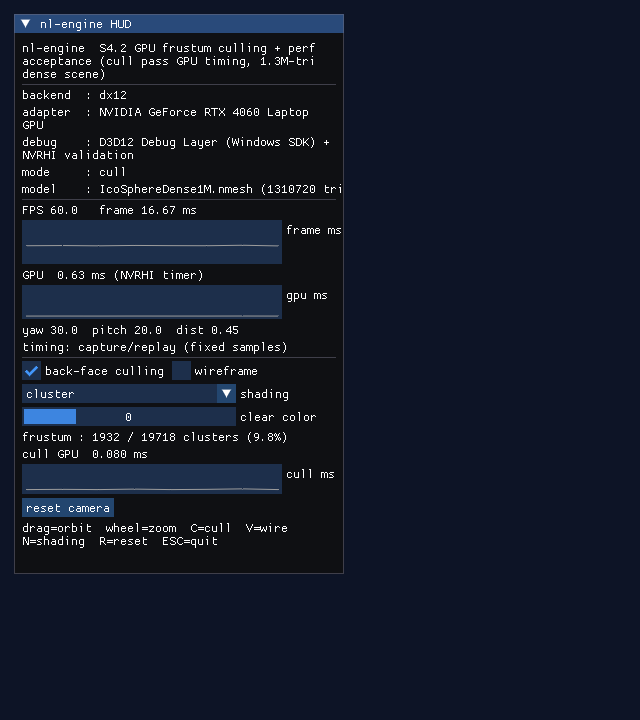 nl-engine HUD
nl-engine  S4.2 GPU frustum culling + perf
acceptance (cull pass GPU timing, 1.3M-tri
dense scene)
backend  : dx12
adapter  : NVIDIA GeForce RTX 4060 Laptop
GPU
debug    : D3D12 Debug Layer (Windows SDK) +
NVRHI validation
mode     : cull
model    : IcoSphereDense1M.nmesh (1310720 tri
FPS 60.0   frame 16.67 ms
frame ms
GPU  0.63 ms (NVRHI timer)
gpu ms
yaw 30.0  pitch 20.0  dist 0.45
timing: capture/replay (fixed samples)
back-face culling  wireframe
cluster  shading
0  clear color
frustum : 1932 / 19718 clusters (9.8%)
cull GPU  0.080 ms
cull ms
reset camera
drag=orbit  wheel=zoom  C=cull  V=wire
N=shading  R=reset  ESC=quit